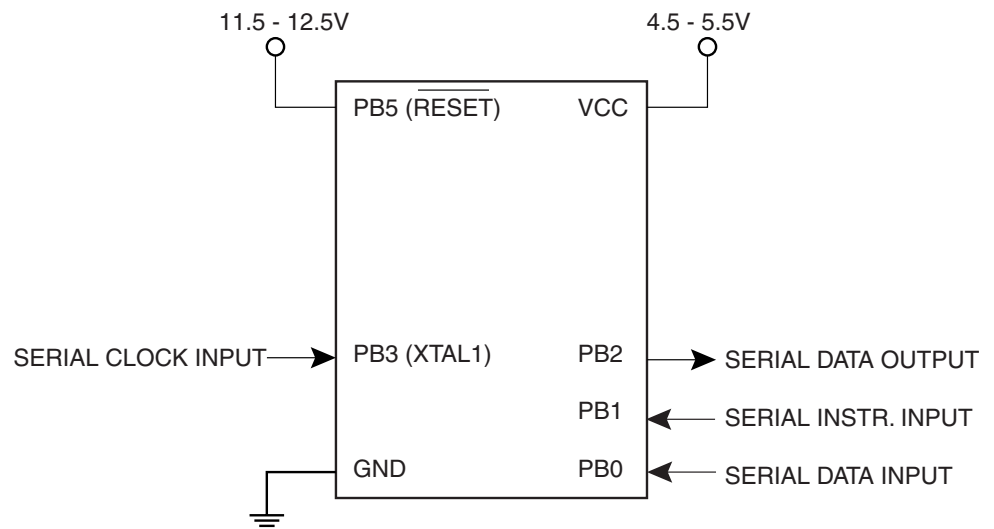 11.5 - 12.5V
4.5 - 5.5V
PB5 (RESET)
VCC
SERIAL CLOCK INPUT
PB3 (XTAL1)
PB2
SERIAL DATA OUTPUT
PB1
SERIAL INSTR. INPUT
GND
PB0
SERIAL DATA INPUT